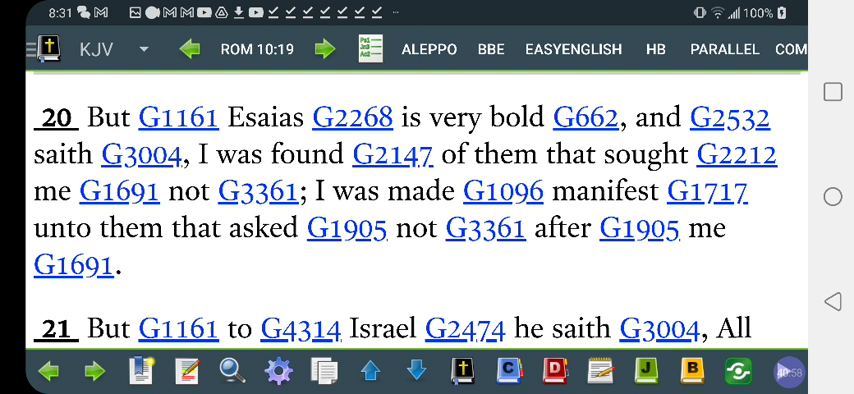 8:31 100%
KJV ROM 10:19 ALEPPO BBE EASYENGLISH HB PARALLEL COM
20 But G1161 Esaias G2268 is very bold G662, and G2532
saith G3004, I was found G2147 of them that sought G2212
me G1691 not G3361; I was made G1096 manifest G1717
unto them that asked G1905 not G3361 after G1905 me
G1691.
21 But G1161 to G4314 Israel G2474 he saith G3004, All
C D J B 40:58